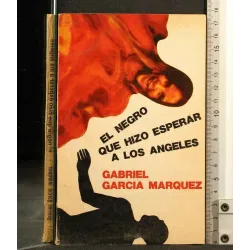 EL NEGRO
QUE HIZO ESPERAR
A LOS ANGELES
GABRIEL
GARCIA MARQUEZ